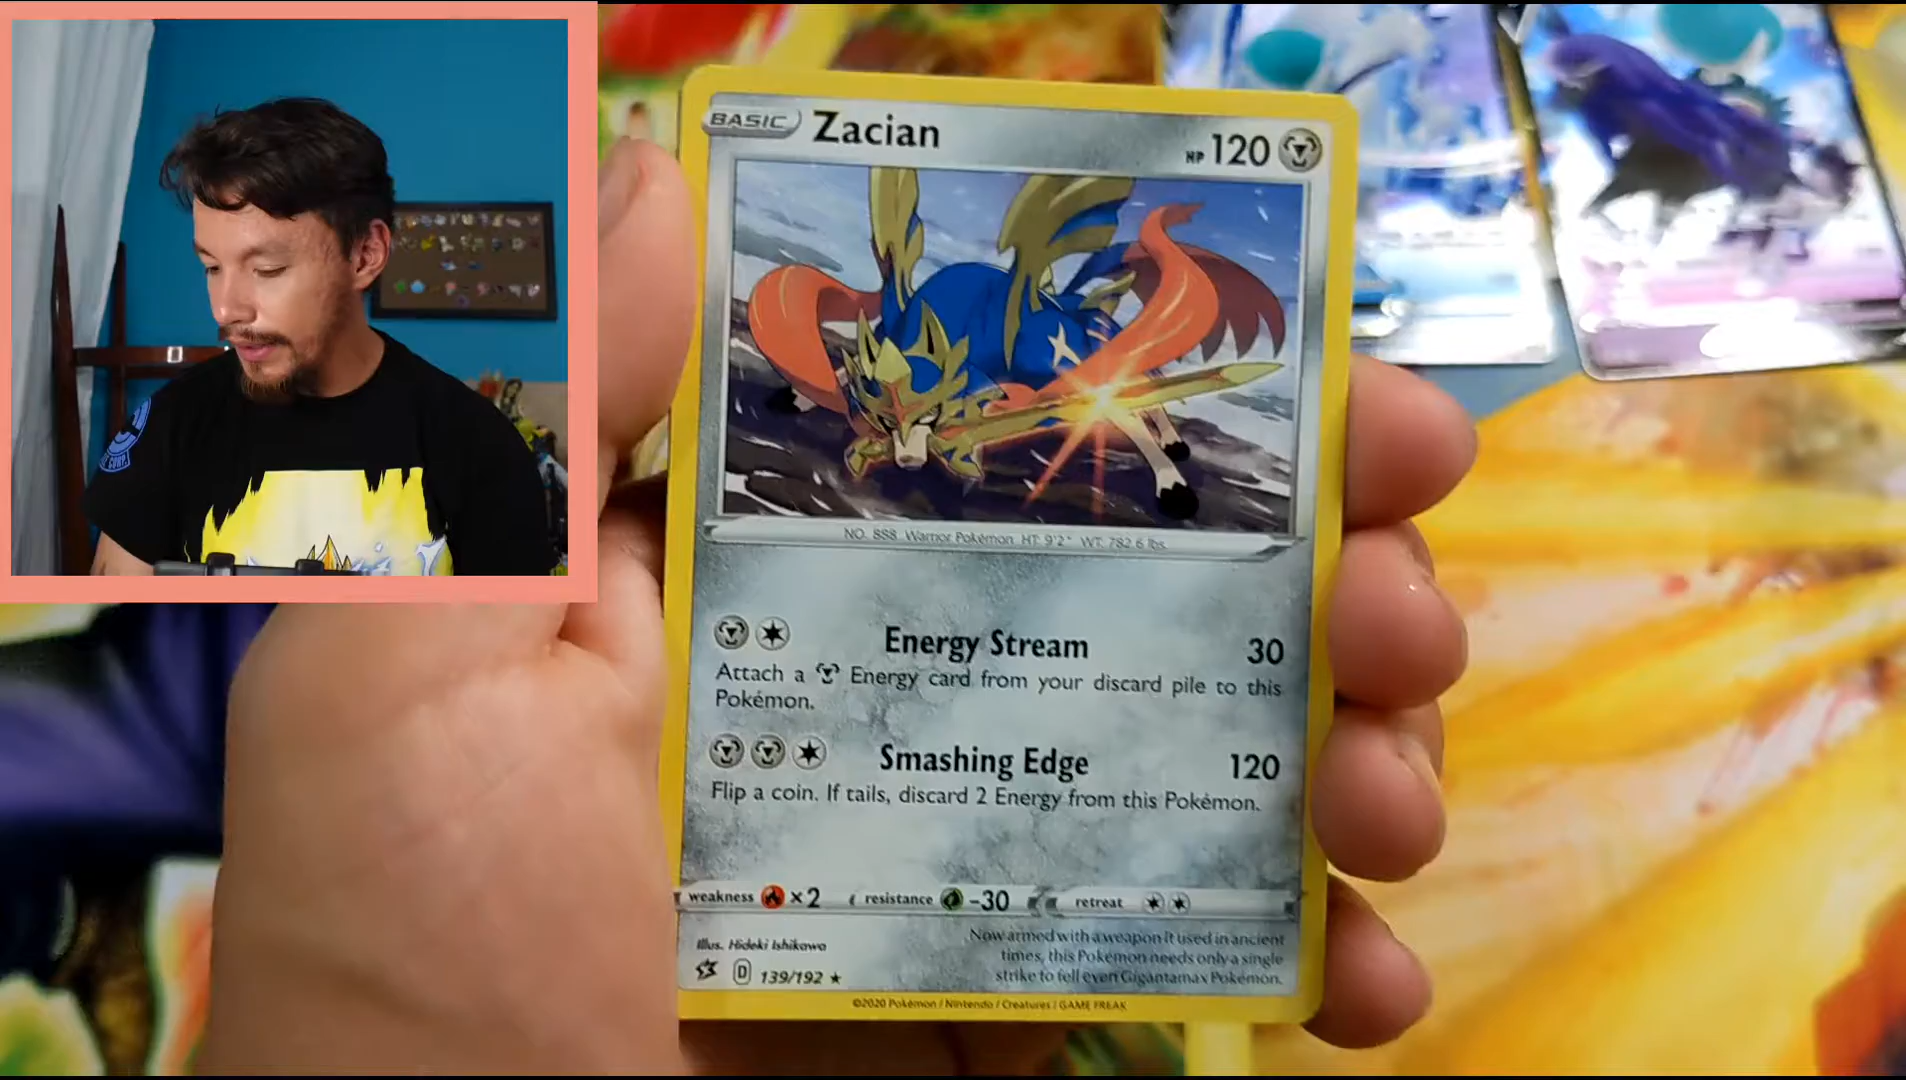 BASIC Zacian HP 120
NO. 888 Warrior Pokémon HT: 9'2" WT: 782.6 lbs.
Energy Stream 30
Attach a Energy card from your discard pile to this
Pokémon.
Smashing Edge 120
Flip a coin. If tails, discard 2 Energy from this Pokémon.
weakness ×2 resistance -30 retreat
Illus. Hideki Ishikawa
Now armed with a weapon it used in ancient
times, this Pokémon needs only a single
strike to fell even Gigantamax Pokémon.
D 139/192 ★
©2020 Pokémon / Nintendo / Creatures / GAME FREAK
CORP.